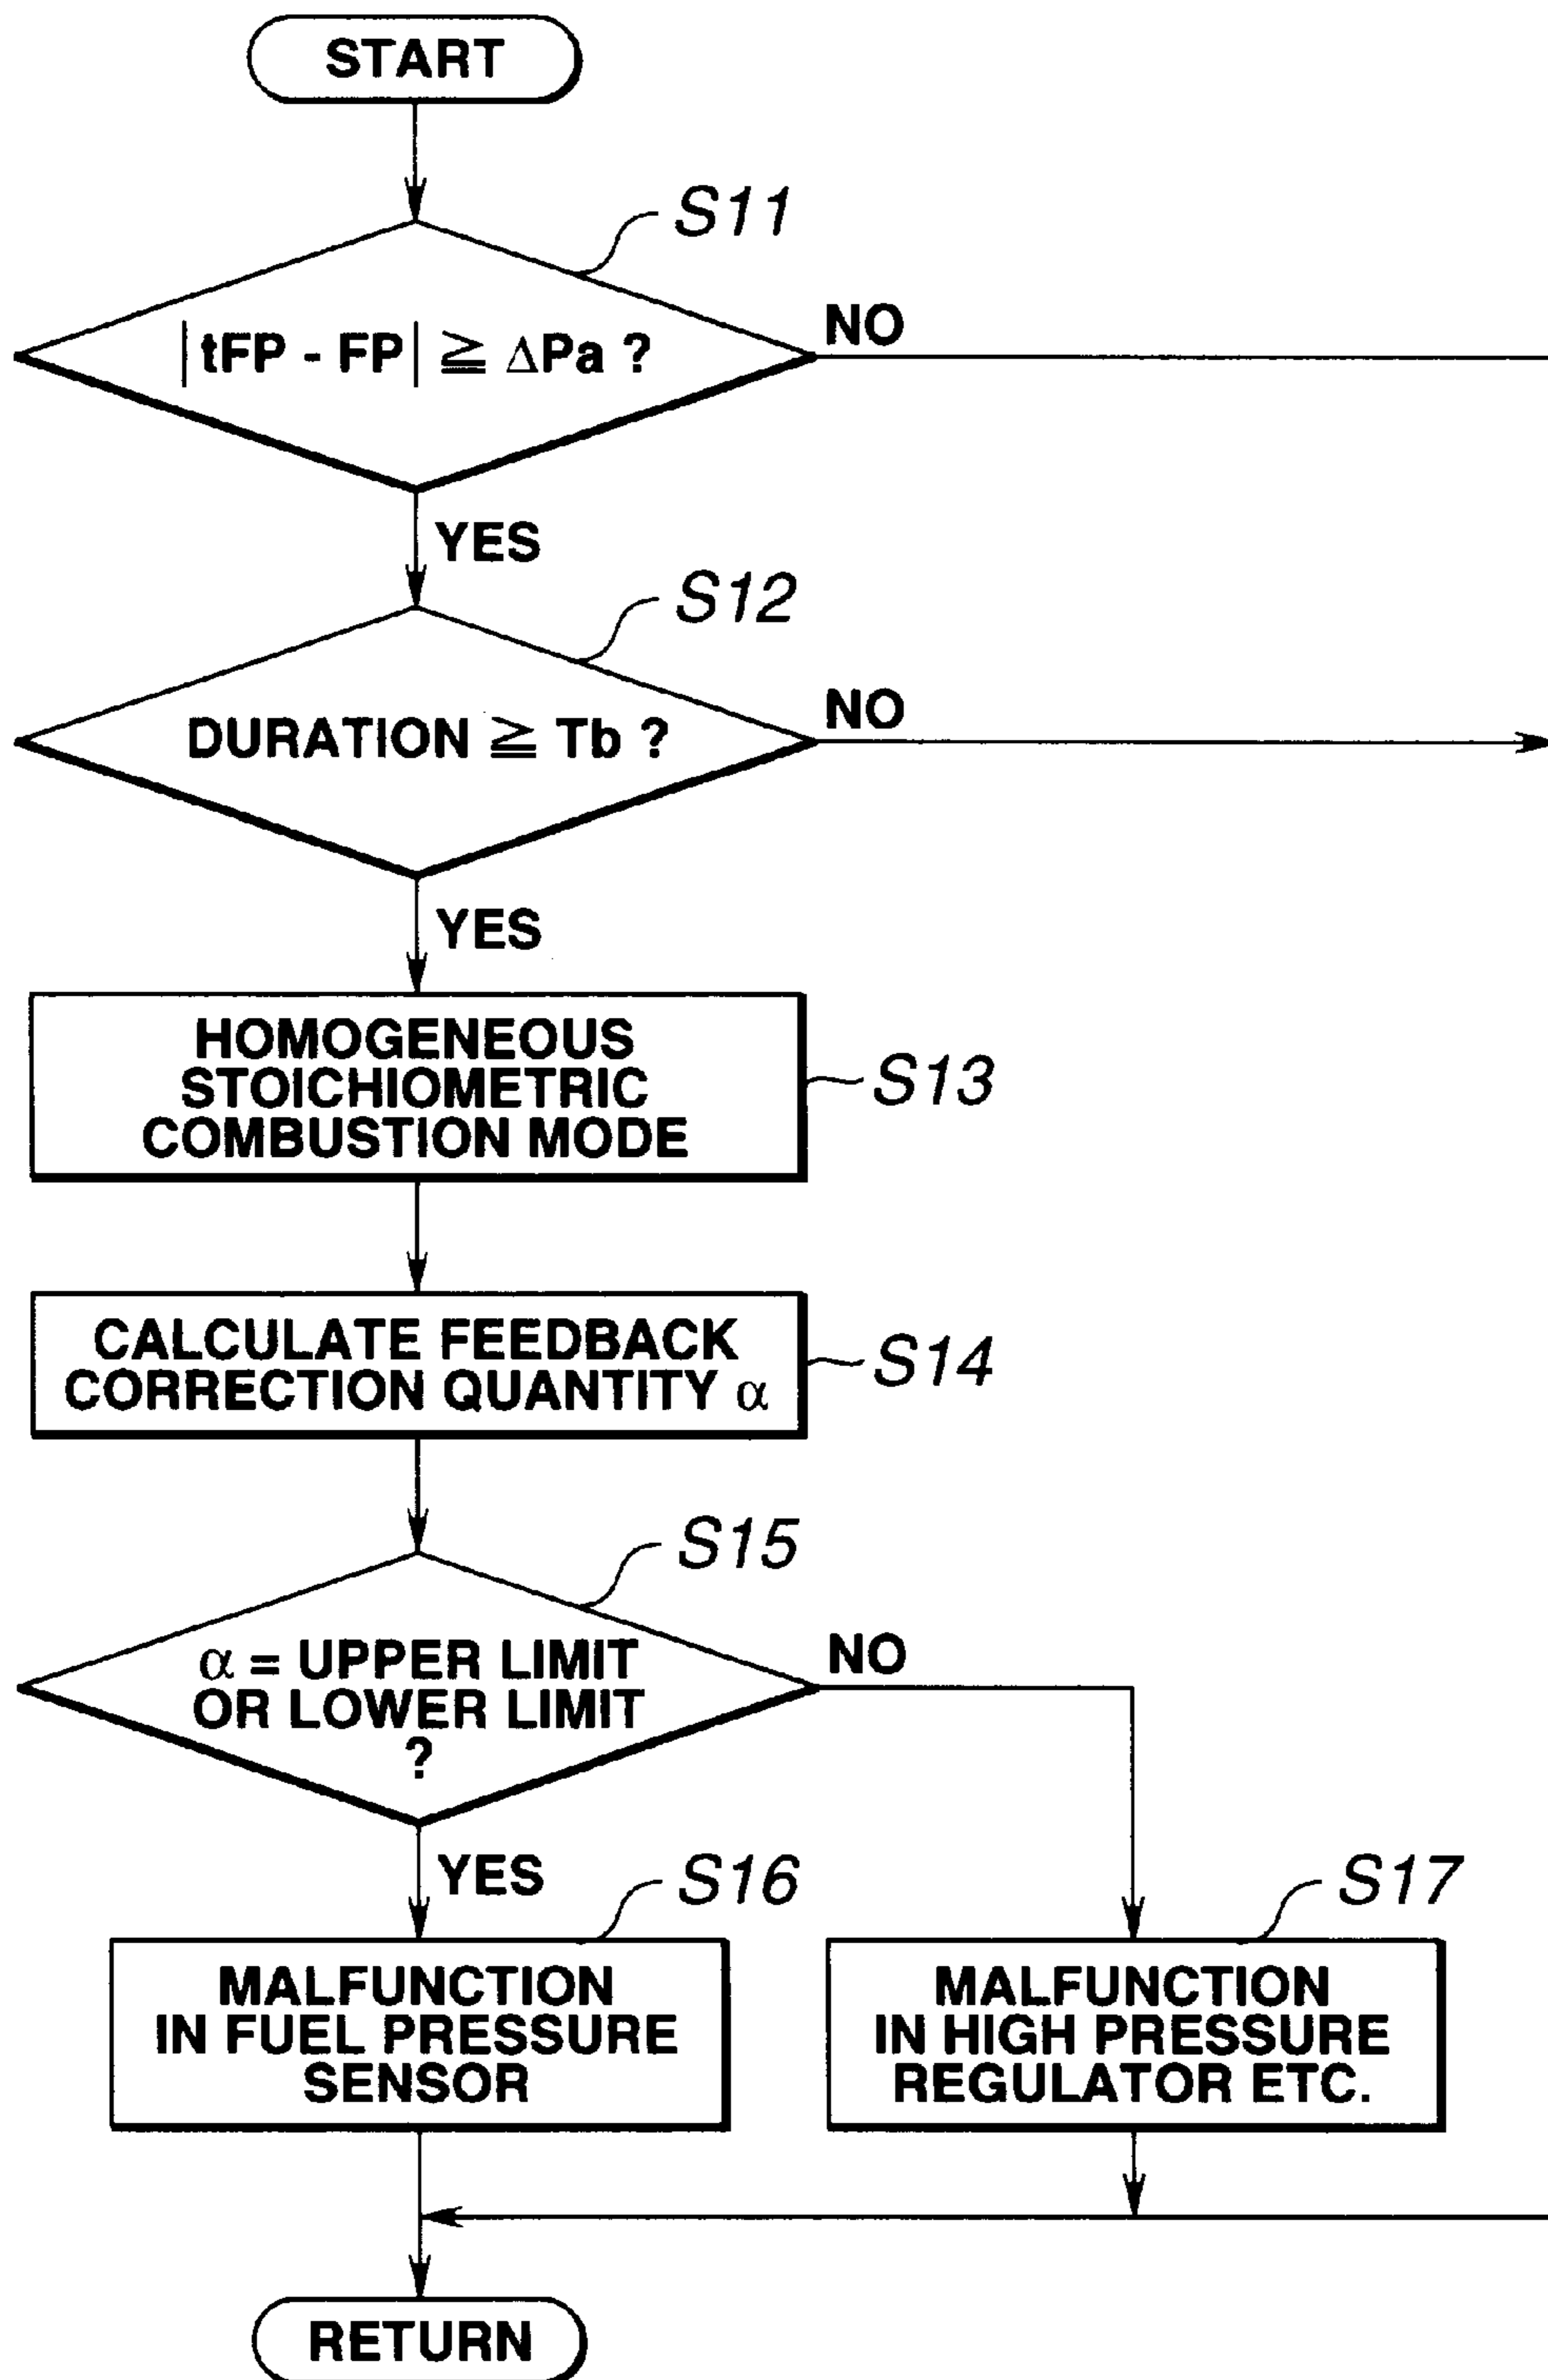 START
S11
|tFP - FP| ≧ ΔPa ?
NO
YES
S12
DURATION ≧ Tb ?
NO
YES
HOMOGENEOUS
STOICHIOMETRIC
COMBUSTION MODE
S13
CALCULATE FEEDBACK
CORRECTION QUANTITY α
S14
S15
α = UPPER LIMIT
OR LOWER LIMIT
?
NO
YES
S16
S17
MALFUNCTION
IN FUEL PRESSURE
SENSOR
MALFUNCTION
IN HIGH PRESSURE
REGULATOR ETC.
RETURN